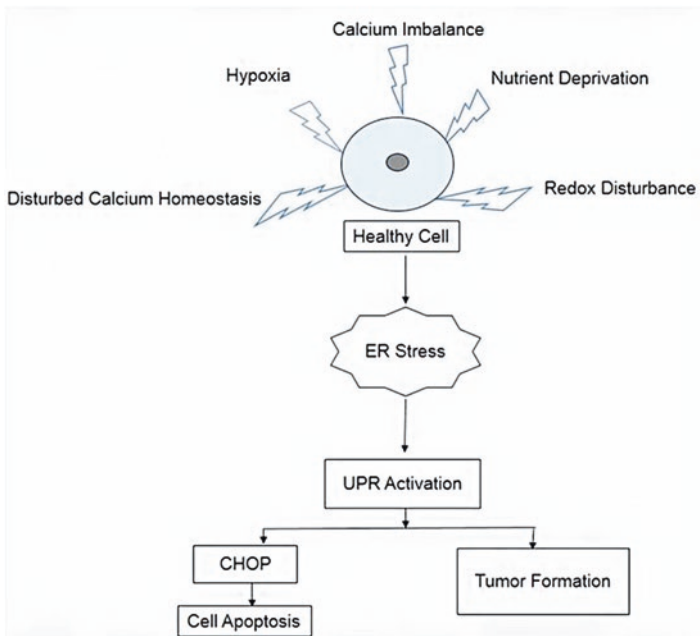 Calcium Imbalance
Hypoxia
Nutrient Deprivation
Disturbed Calcium Homeostasis
Redox Disturbance
Healthy Cell
ER Stress
UPR Activation
CHOP
Tumor Formation
Cell Apoptosis